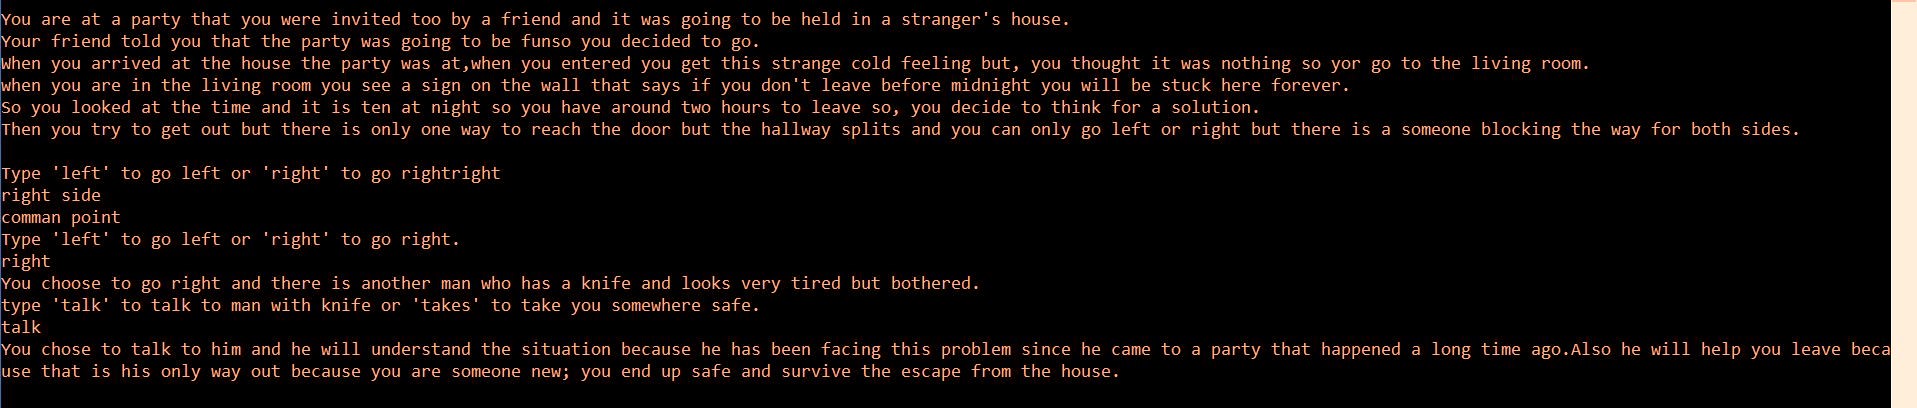 You are at a party that you were invited too by a friend and it was going to be held in a stranger's house.
Your friend told you that the party was going to be funso you decided to go.
When you arrived at the house the party was at,when you entered you get this strange cold feeling but, you thought it was nothing so yor go to the living room.
when you are in the living room you see a sign on the wall that says if you don't leave before midnight you will be stuck here forever.
So you looked at the time and it is ten at night so you have around two hours to leave so, you decide to think for a solution.
Then you try to get out but there is only one way to reach the door but the hallway splits and you can only go left or right but there is a someone blocking the way for both sides.
Type 'left' to go left or 'right' to go rightright
right side
comman point
Type 'left' to go left or 'right' to go right.
right
You choose to go right and there is another man who has a knife and looks very tired but bothered.
type 'talk' to talk to man with knife or 'takes' to take you somewhere safe.
talk
You chose to talk to him and he will understand the situation because he has been facing this problem since he came to a party that happened a long time ago.Also he will help you leave beca
use that is his only way out because you are someone new; you end up safe and survive the escape from the house.